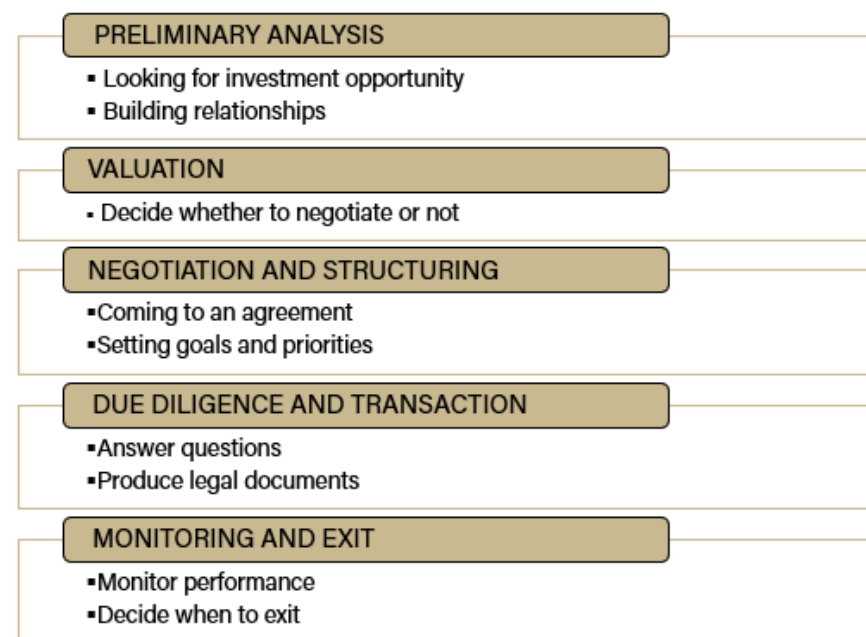 PRELIMINARY ANALYSIS
▪ Looking for investment opportunity
▪ Building relationships
VALUATION
▪ Decide whether to negotiate or not
NEGOTIATION AND STRUCTURING
▪Coming to an agreement
▪Setting goals and priorities
DUE DILIGENCE AND TRANSACTION
▪Answer questions
▪Produce legal documents
MONITORING AND EXIT
▪Monitor performance
▪Decide when to exit